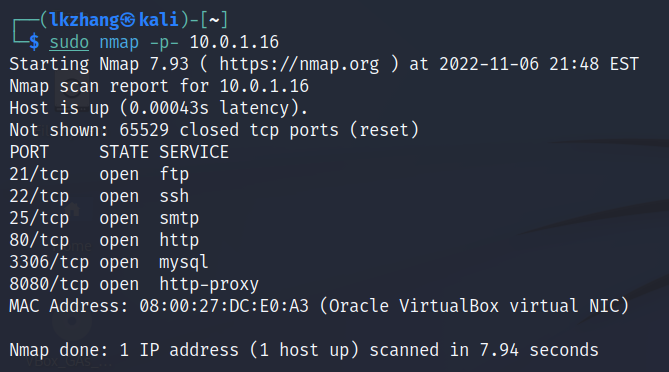 ┌──(lkzhang㉿kali)-[~]
└─$ sudo nmap -p- 10.0.1.16
Starting Nmap 7.93 ( https://nmap.org ) at 2022-11-06 21:48 EST
Nmap scan report for 10.0.1.16
Host is up (0.00043s latency).
Not shown: 65529 closed tcp ports (reset)
PORT     STATE SERVICE
21/tcp   open  ftp
22/tcp   open  ssh
25/tcp   open  smtp
80/tcp   open  http
3306/tcp open  mysql
8080/tcp open  http-proxy
MAC Address: 08:00:27:DC:E0:A3 (Oracle VirtualBox virtual NIC)

Nmap done: 1 IP address (1 host up) scanned in 7.94 seconds